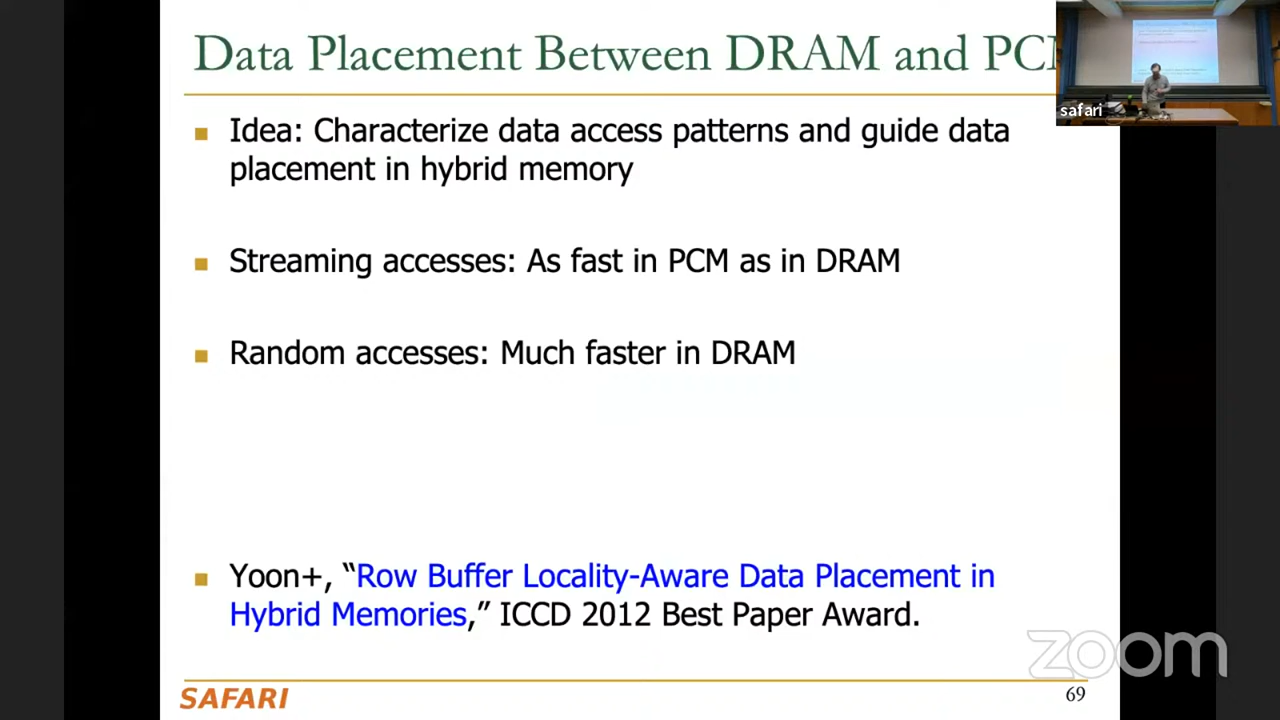 Data Placement Between DRAM and PC
safari
Idea: Characterize data access patterns and guide data
placement in hybrid memory
Streaming accesses: As fast in PCM as in DRAM
Random accesses: Much faster in DRAM
Yoon+, “Row Buffer Locality-Aware Data Placement in
Hybrid Memories,” ICCD 2012 Best Paper Award.
zoom
SAFARI
69